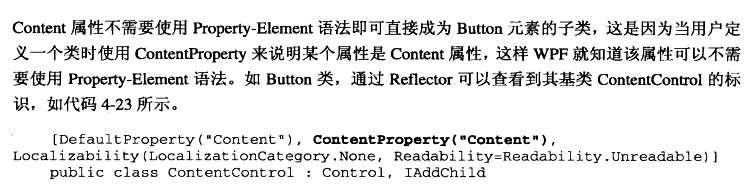 Content 属性不需要使用 Property-Element 语法即可直接成为 Button 元素的子类，这是因为当用户定
义一个类时使用 ContentProperty 来说明某个属性是 Content 属性，这样 WPF 就知道该属性可以不需
要使用 Property-Element 语法。如 Button 类，通过 Reflector 可以查看到其基类 ContentControl 的标
识，如代码 4-23 所示。
[DefaultProperty("Content"), ContentProperty("Content"),
Localizability(LocalizationCategory.None, Readability=Readability.Unreadable)]
public class ContentControl : Control, IAddChild